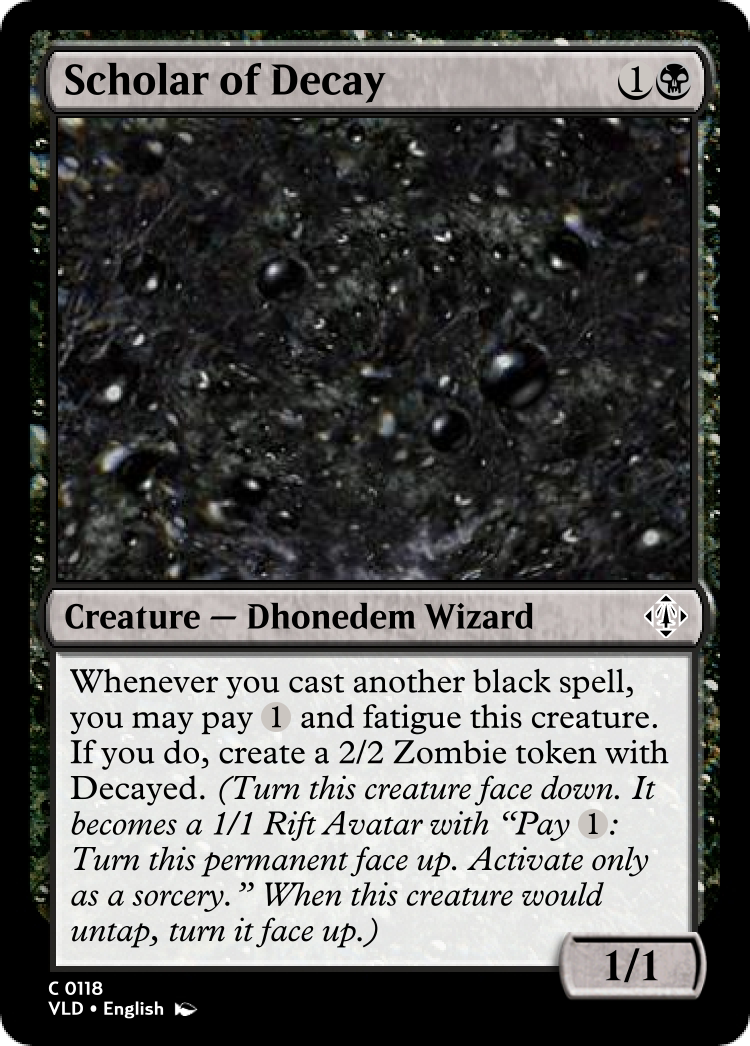 Scholar of Decay 1
Creature — Dhonedem Wizard
Whenever you cast another black spell,
you may pay 1 and fatigue this creature.
If you do, create a 2/2 Zombie token with
Decayed. (Turn this creature face down. It
becomes a 1/1 Rift Avatar with “Pay 1:
Turn this permanent face up. Activate only
as a sorcery.” When this creature would
untap, turn it face up.)
1/1
C 0118
VLD • English